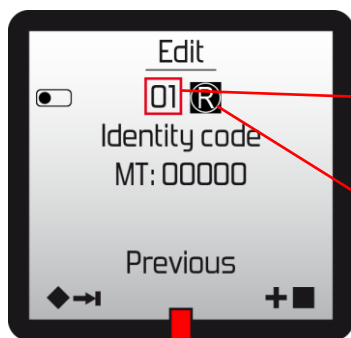 Edit
01 R
Identity code
MT: 00000
Previous